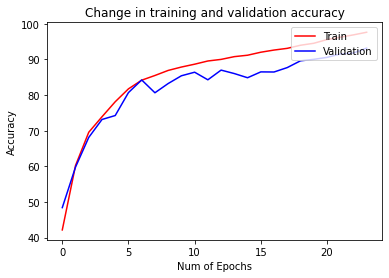 Change in training and validation accuracy
Train
Validation
100
90
80
70
60
50
40
Accuracy
0
5
10
15
20
Num of Epochs